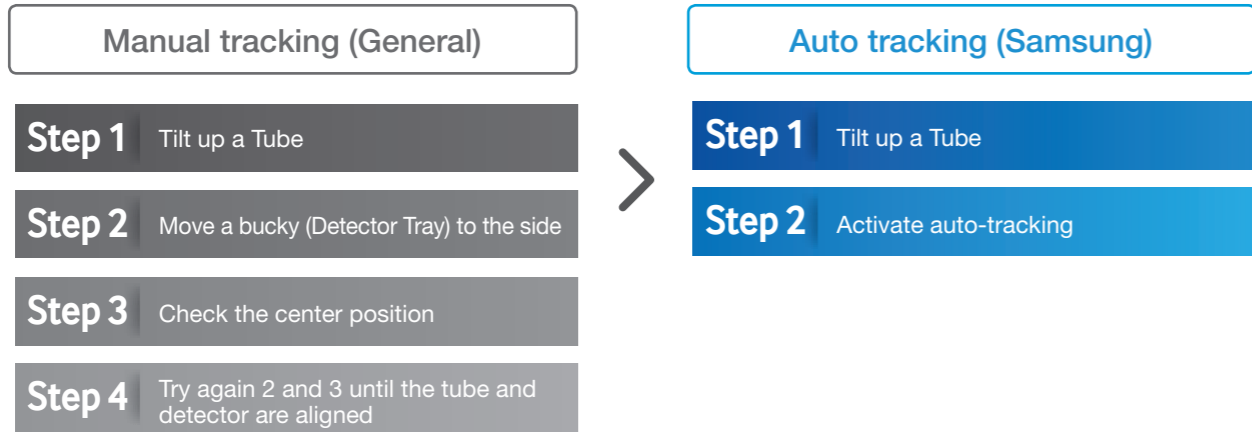 Manual tracking (General)
Step 1 Tilt up a Tube
Step 2 Move a bucky (Detector Tray) to the side
Step 3 Check the center position
Step 4 Try again 2 and 3 until the tube and
detector are aligned
Auto tracking (Samsung)
Step 1 Tilt up a Tube
Step 2 Activate auto-tracking